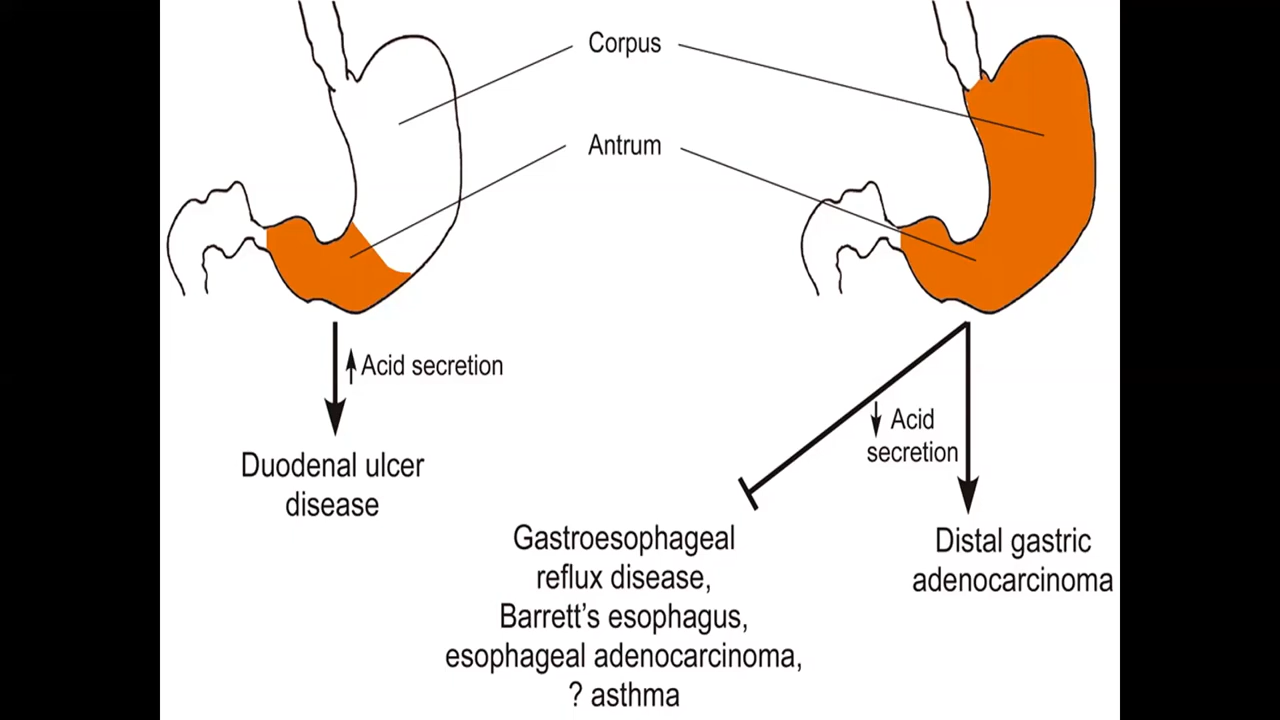 Corpus
Antrum
Acid secretion
Duodenal ulcer
disease
Acid
secretion
Gastroesophageal
reflux disease,
Barrett’s esophagus,
esophageal adenocarcinoma,
? asthma
Distal gastric
adenocarcinoma